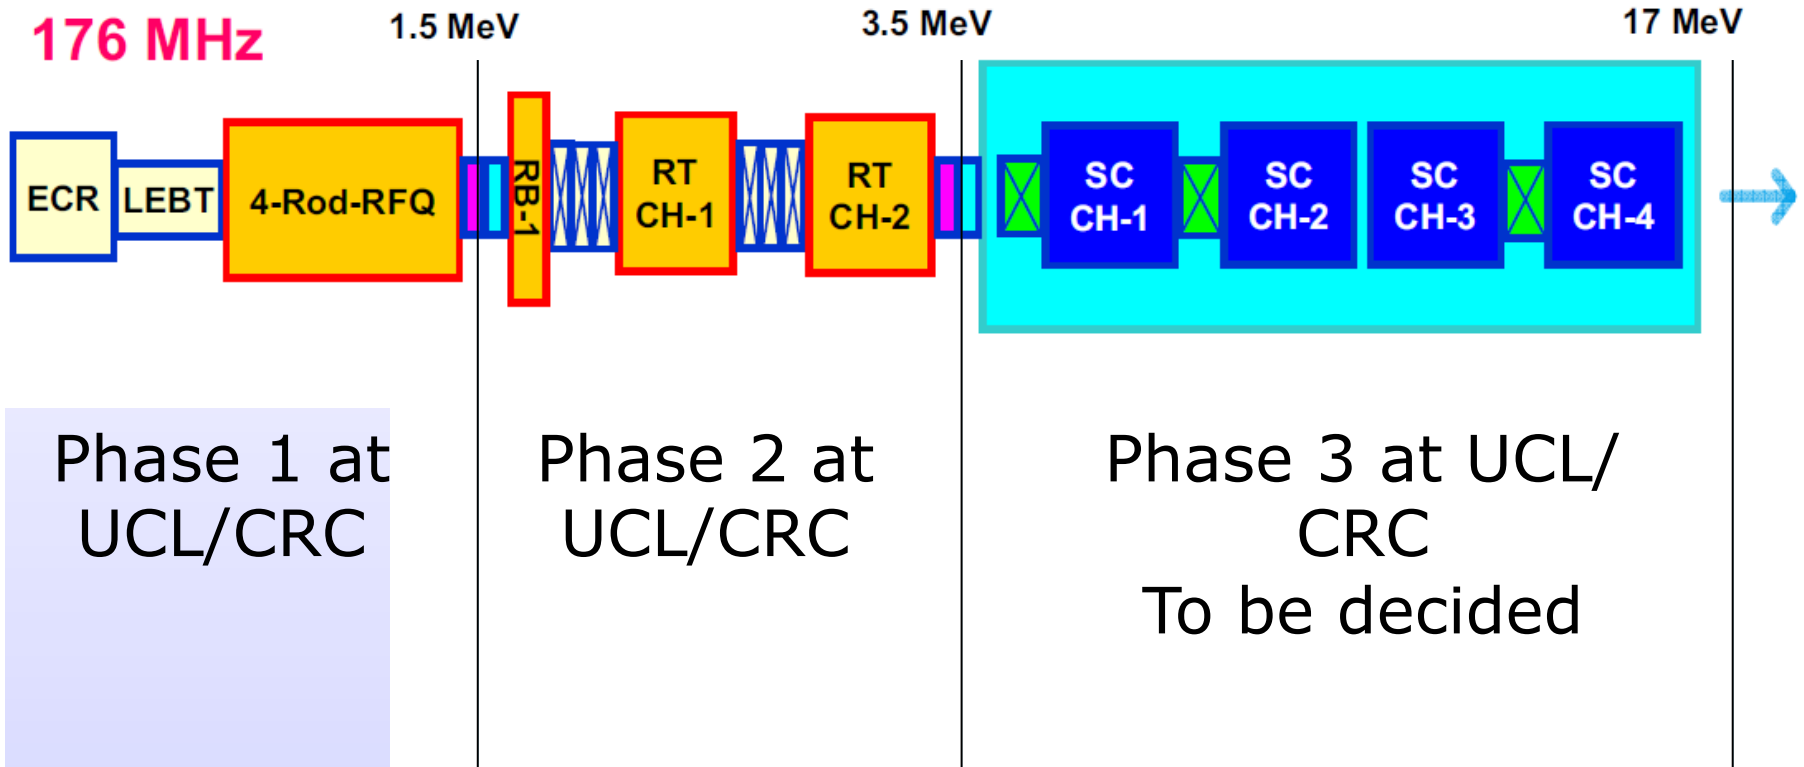 176 MHz
1.5 MeV
3.5 MeV
17 MeV
ECR
LEBT
4-Rod-RFQ
RB-1
RT
CH-1
RT
CH-2
SC
CH-1
SC
CH-2
SC
CH-3
SC
CH-4
Phase 1 at
UCL/CRC
Phase 2 at
UCL/CRC
Phase 3 at UCL/
CRC
To be decided